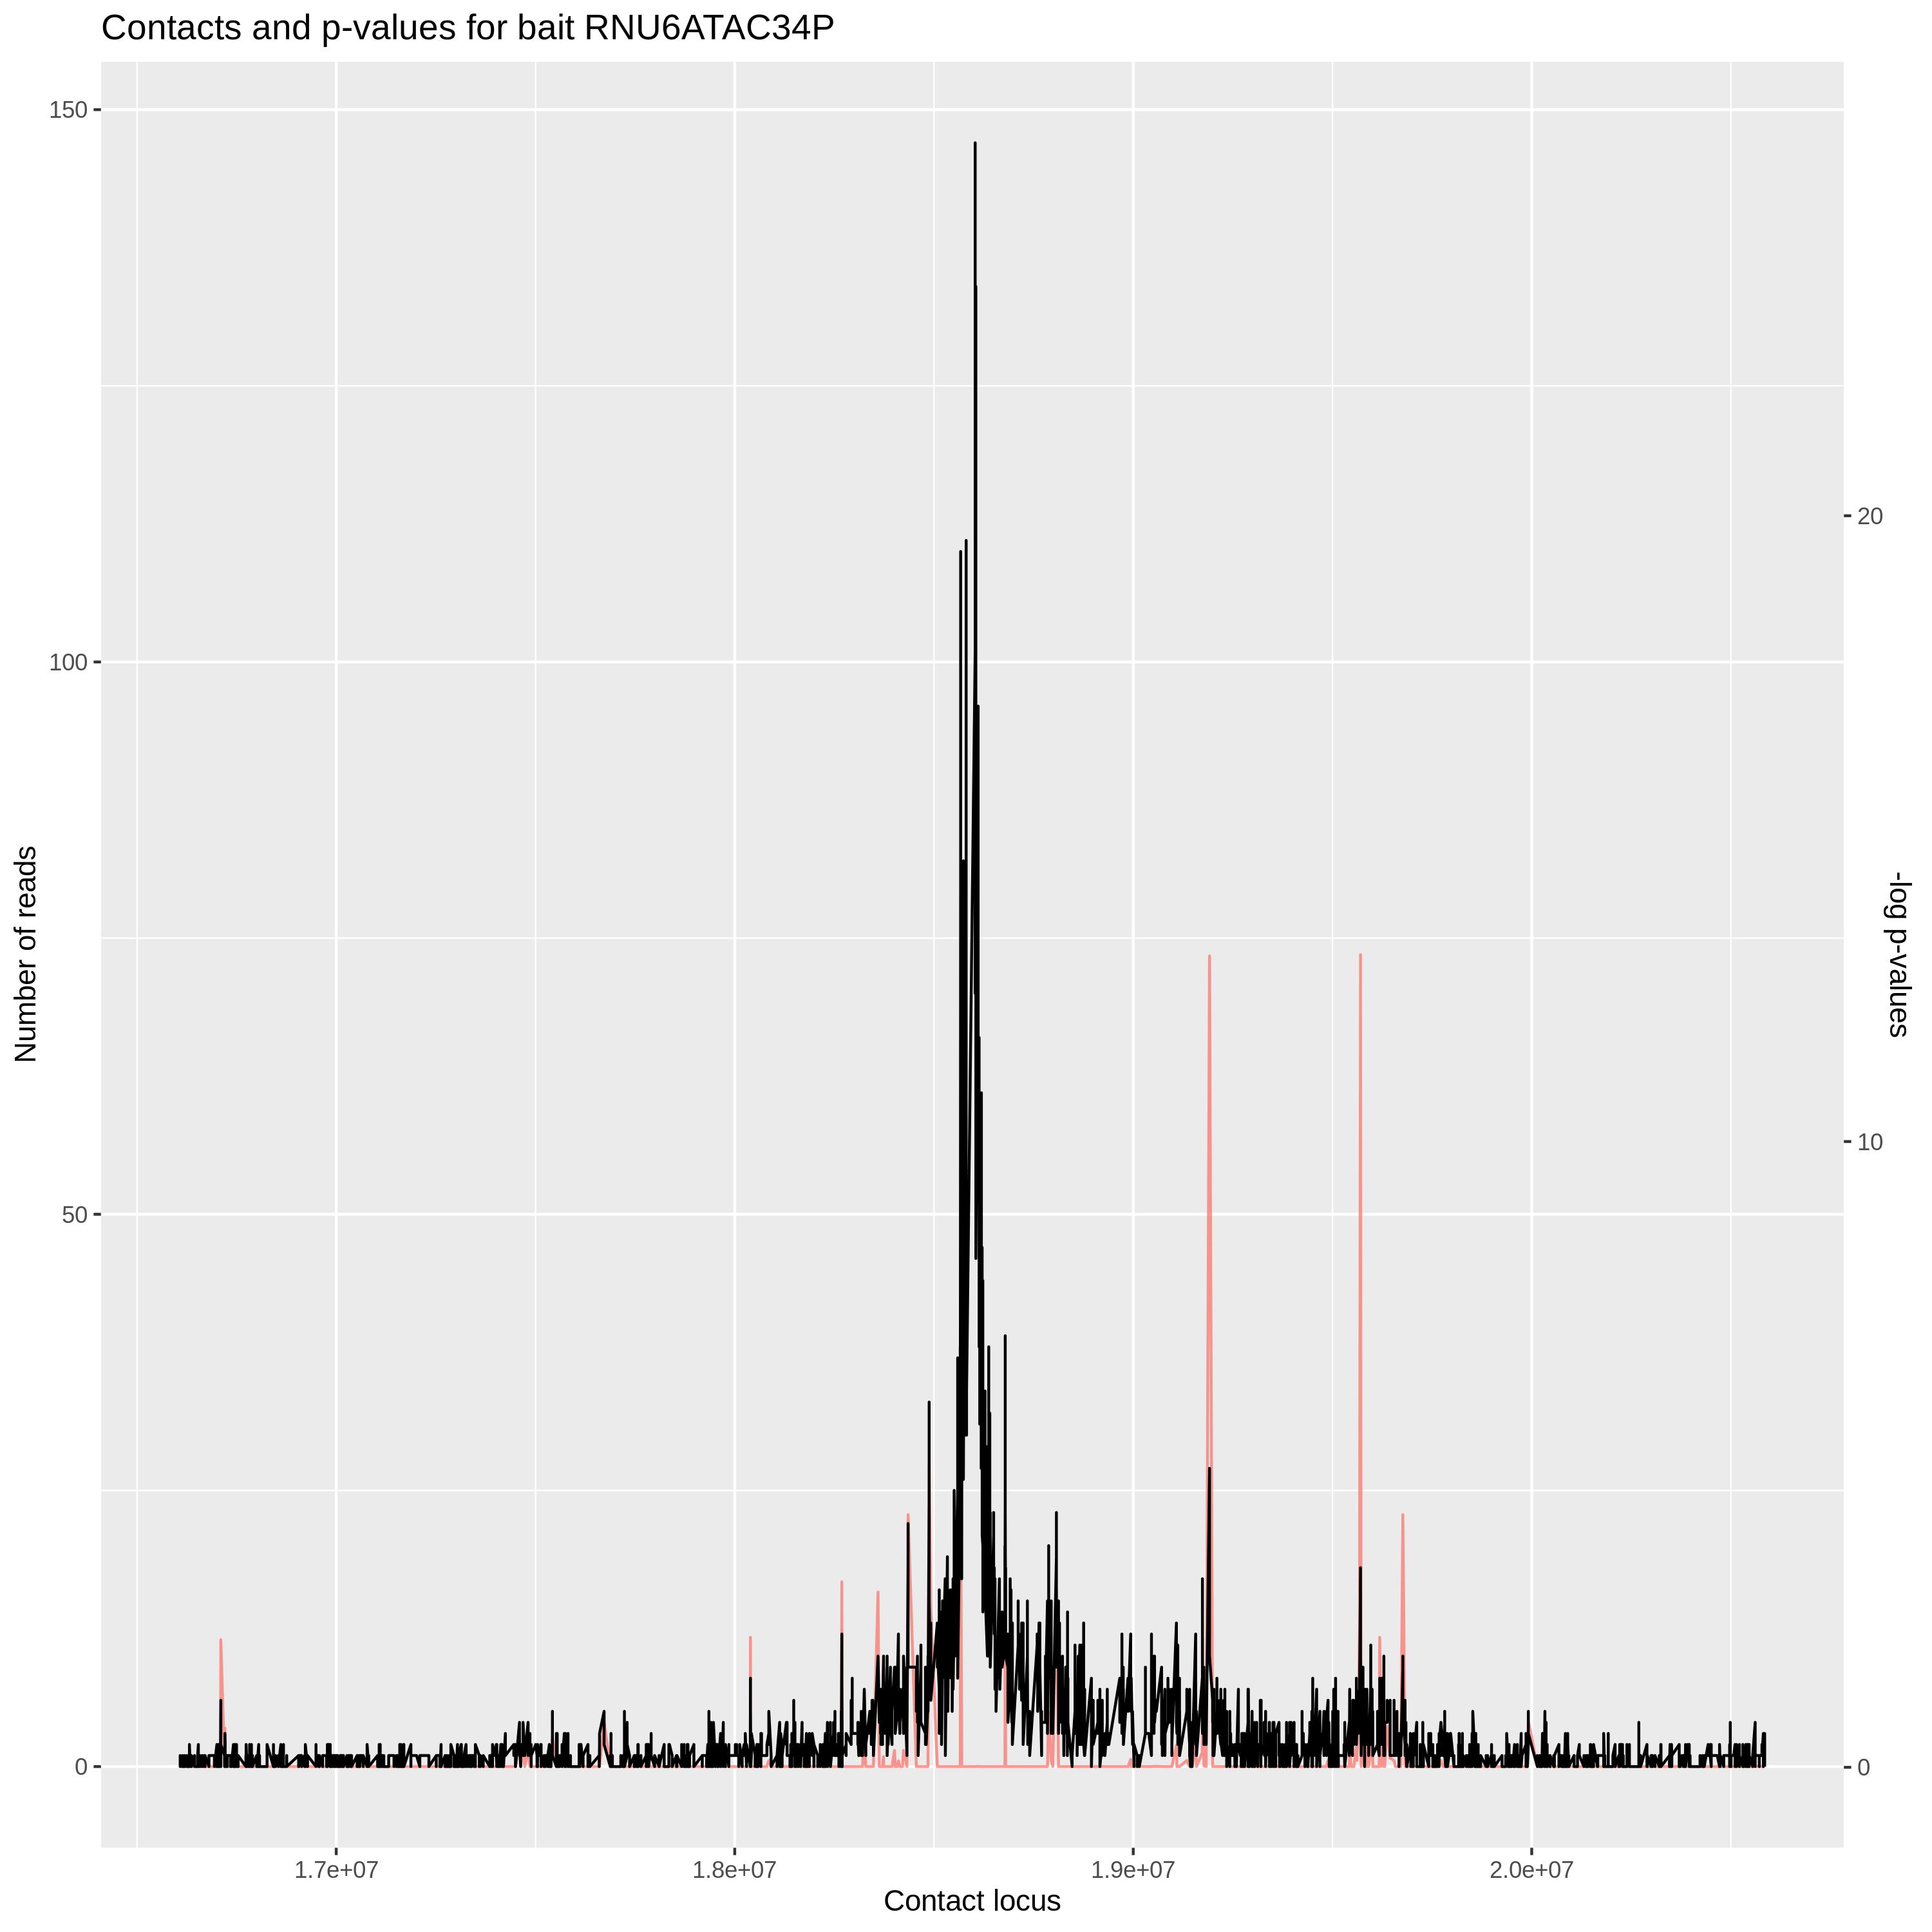 Contacts and p-values for bait RNU6ATAC34P
150
100
50
0
Number of reads
20
10
0
-log p-values
1.7e+07
1.8e+07
1.9e+07
2.0e+07
Contact locus